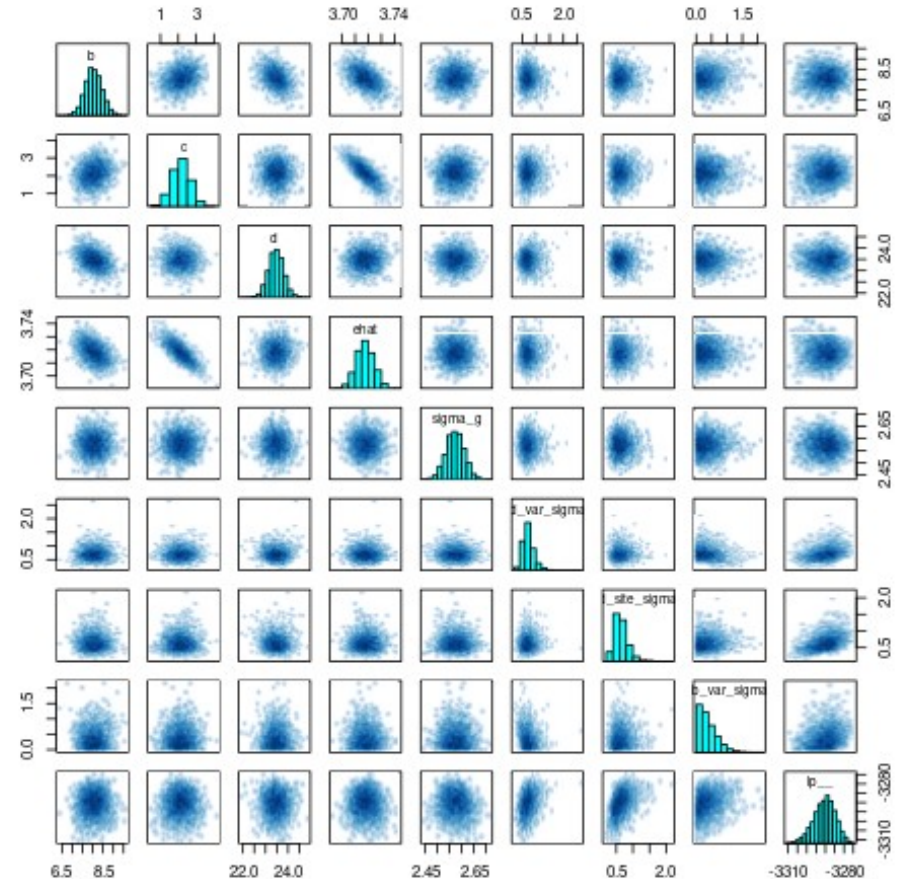 1 3 3.70 3.74 0.5 2.0 0.0 1.5
b
6.5 8.5
c
1 3
d
22.0 24.0
ehat
3.70 3.74
sigma_g
2.45 2.65
_var_sigma
0.5 2.0
_site_sigma
0.5 2.0
b_var_sigma
0.0 1.5
lp__
-3310 -3280
6.5 8.5 22.0 24.0 2.45 2.65 0.5 2.0 -3310 -3280